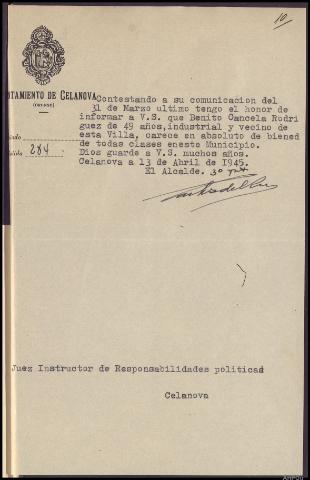 10
NTAMIENTO DE CELANOVA
(ORENSE)
Contestando a su comunicacion del
31 de Marzo ultimo tengo el honor de
informar a V.S. que Benito Cancela Rodri
guez de 49 años,industrial y vecino de
esta Villa, carece en absoluto de biened
de todas clases eneste Municipio.
284
Dios guarde a V.S. muchos años.
Celanova a 13 de Abril de 1945.
El Alcalde.
Juez Instructor de Responsabilidades politicas
Celanova